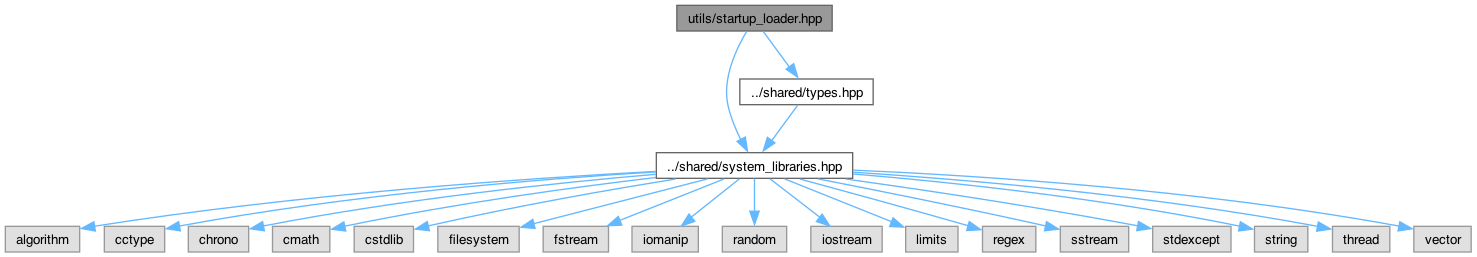 utils/startup_loader.hpp
../shared/types.hpp
../shared/system_libraries.hpp
algorithm
cctype
chrono
cmath
cstdlib
filesystem
fstream
iomanip
random
iostream
limits
regex
sstream
stdexcept
string
thread
vector